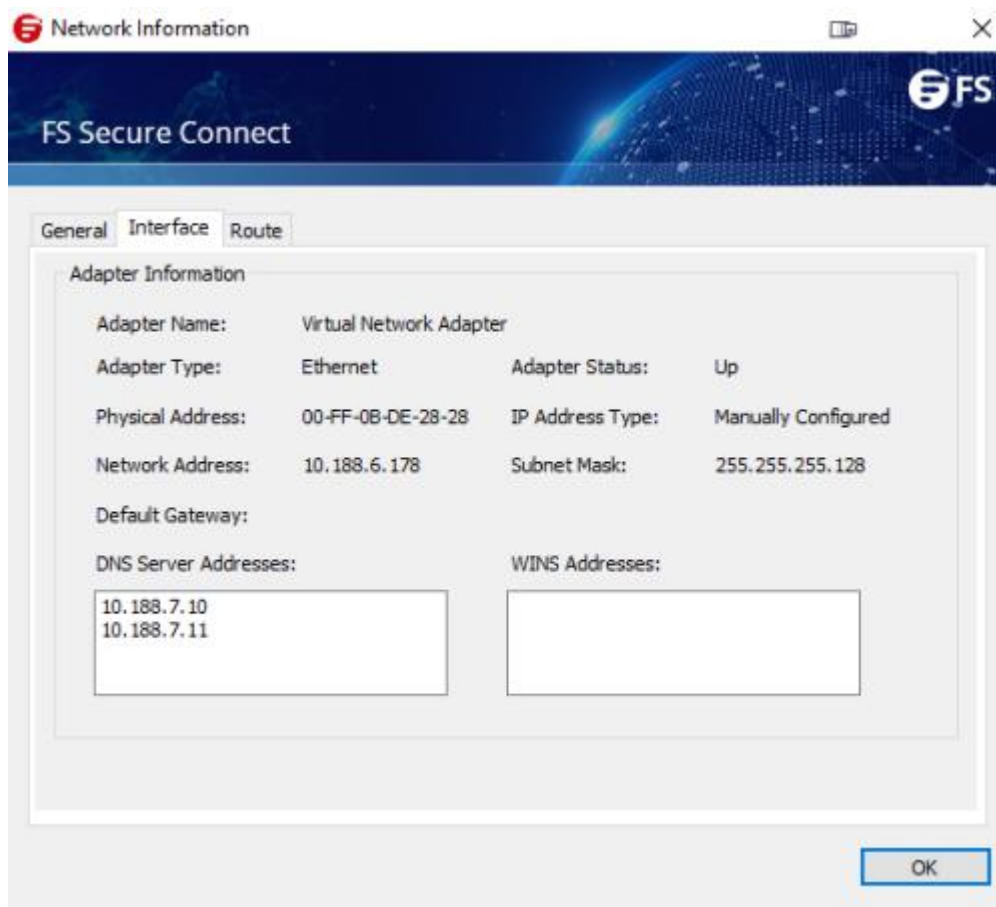 Network Information
FS
FS Secure Connect
General Interface Route
Adapter Information
Adapter Name: Virtual Network Adapter
Adapter Type: Ethernet Adapter Status: Up
Physical Address: 00-FF-0B-DE-28-28 IP Address Type: Manually Configured
Network Address: 10.188.6.178 Subnet Mask: 255.255.255.128
Default Gateway:
DNS Server Addresses: WINS Addresses:
10.188.7.10
10.188.7.11
OK